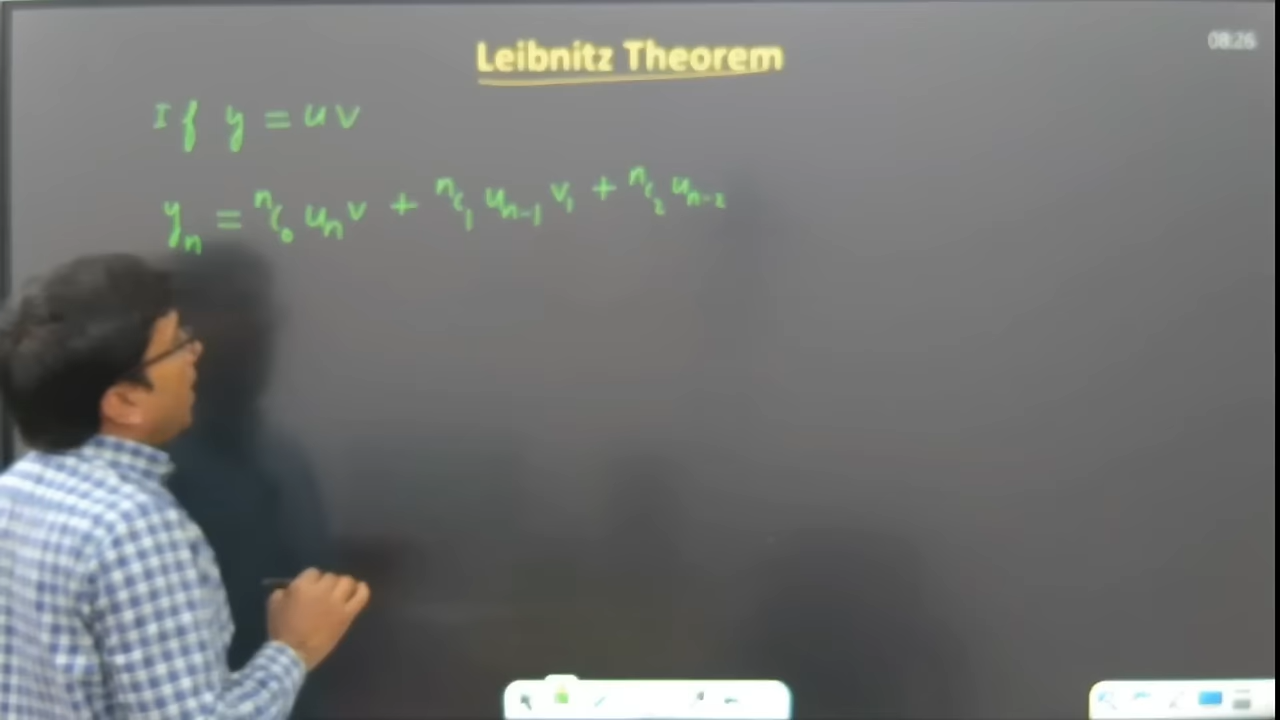 Leibnitz Theorem
08:26
If y = uv
yₙ = ⁿC₀ uₙ v + ⁿC₁ uₙ₋₁ v₁ + ⁿC₂ uₙ₋₂